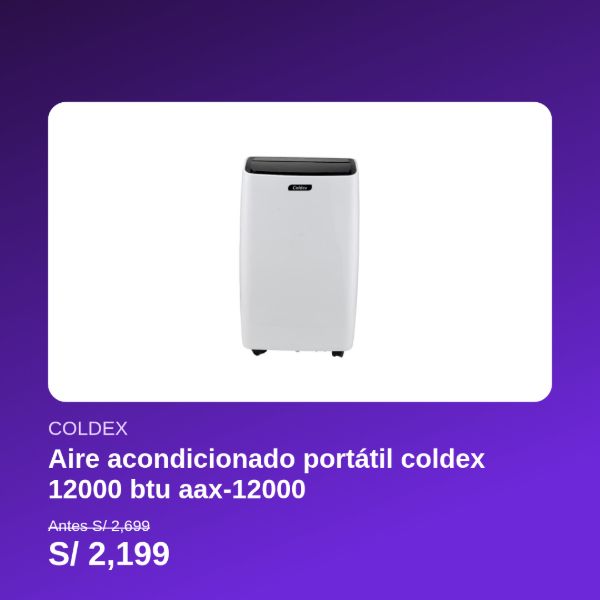 Coldex
COLDEX
Aire acondicionado portátil coldex
12000 btu aax-12000
Antes S/ 2,699
S/ 2,199